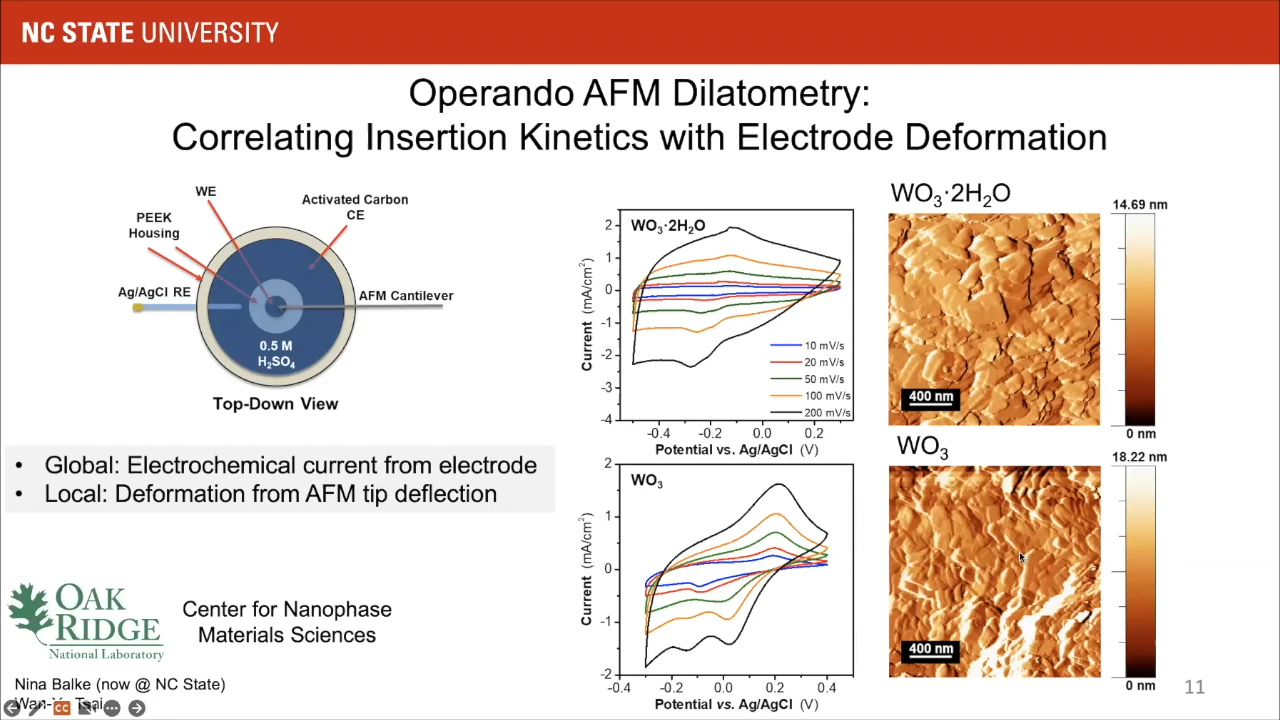 NC STATE UNIVERSITY
Operando AFM Dilatometry:
Correlating Insertion Kinetics with Electrode Deformation
WE
Activated Carbon
CE
PEEK
Housing
Ag/AgCl RE
AFM Cantilever
0.5 M
H₂SO₄
Top-Down View
• Global: Electrochemical current from electrode
• Local: Deformation from AFM tip deflection
OAK
RIDGE
National Laboratory
Center for Nanophase
Materials Sciences
Nina Balke (now @ NC State)
WO₃·2H₂O
2
1
0
-1
-2
-3
-4
Current (mA/cm²)
10 mV/s
20 mV/s
50 mV/s
100 mV/s
200 mV/s
-0.4 -0.2 0.0 0.2
Potential vs. Ag/AgCl (V)
WO₃
2
1
0
-1
-2
Current (mA/cm²)
-0.4 -0.2 0.0 0.2 0.4
Potential vs. Ag/AgCl (V)
WO₃·2H₂O
14.69 nm
400 nm
0 nm
WO₃
18.22 nm
400 nm
0 nm
11
CC